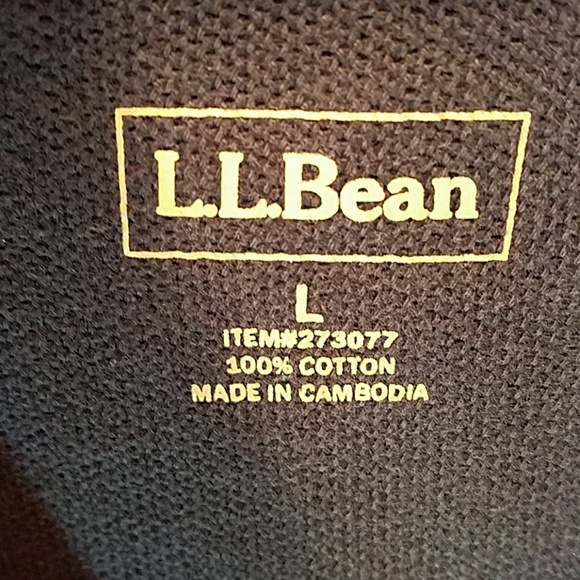 L.L.Bean
L
ITEM#273077
100% COTTON
MADE IN CAMBODIA